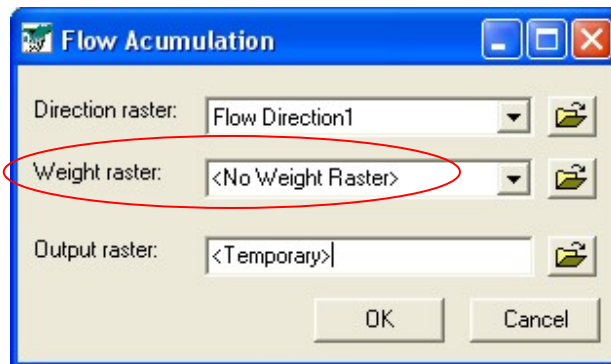 Flow Acumulation
Direction raster: Flow Direction1
Weight raster: <No Weight Raster>
Output raster: <Temporary>
OK Cancel